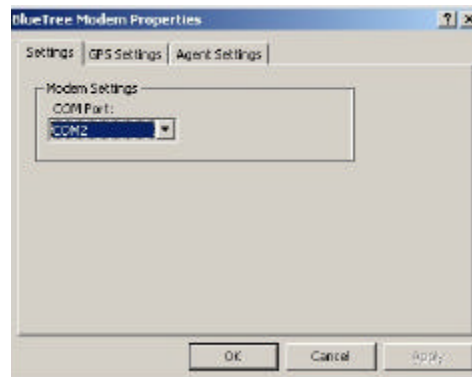 BlueTree Modem Properties
Settings GPS Settings Agent Settings
Modem Settings
COM Port:
COM2
OK Cancel Apply